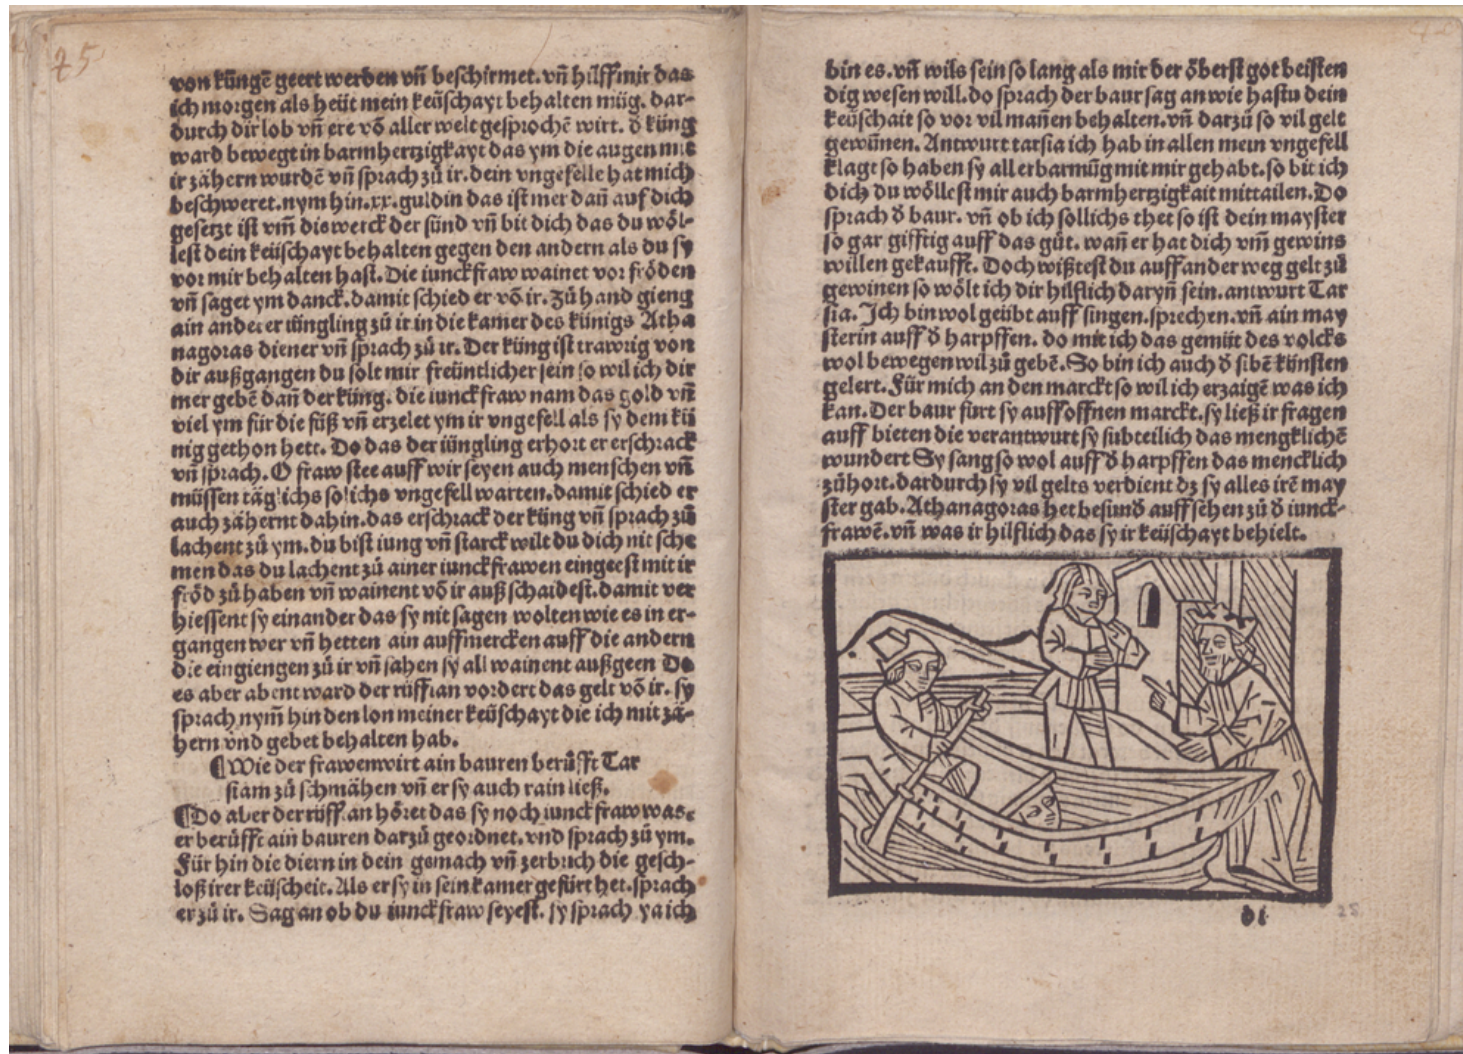 25
von küngẽ geert werden vñ beschirmet.vñ hilff mir das
ich morgen als heüt mein keüschayt behalten müg. dar-
durch dir lob vñ ere võ aller welt gesprochẽ wirt. d̕ küng
ward bewegt in barmhertzigkayt das ym die augen mit
ir zähern wurdẽ vñ sprach zů ir.dein vngefelle hat mich
beschweret.nym hin.xx.guldin das ist mer dañ auf dich
gesetzt ist vm̃ dis werck der sünd vñ bit dich das du wöl-
lest dein keüschayt behalten gegen den andern als du sy
vor mir behalten hast. Die iunckfraw wainet vor fröden
vñ saget ym danck.damit schied er võ ir. Zů hand gieng
ain ander er iüngling zů ir in die kamer des künigs Atha
nagoras diener vñ sprach zů ir. Der küng ist trawrig von
dir außgangen du solt mir freüntlicher sein so wil ich dir
mer gebẽ dañ der küng. die iunckfraw nam das gold vñ
viel ym für die füß vñ erzelet ym ir vngefell als sy dem kü
nig gethon hett. Do das der iüngling erhort er erschrack
vñ sprach. O fraw stee auff wir seyen auch menschen vñ
müssen täglichs solichs vngefell warten.damit schied er
auch zähernt dahin.das erschrack der küng vñ sprach zů
lachent zů ym.du bist iung vñ starck wilt du dich nit sche
men das du lachent zů ainer iunckfrawen eingeest mit ir
fröd zů haben vñ wainent võ ir auß schaidest.damit ver
hiessent sy einander das sy nit sagen wolten wie es in er-
gangen wer vñ hetten ain auffmercken auff die andern
die eingiengen zů ir vñ sahen sy all wainent außgeen Do
es aber abent ward der rüffian vordert das gelt võ ir. sy
sprach nym̃ hin den lon meiner keüschayt die ich mit zä-
hern vnd gebet behalten hab.
¶Wie der frawenwirt ain bauren berůfft Tar
siam zů schmähen vñ er sy auch rain ließ.
¶Do aber der rüffian höret das sy noch iunckfraw was.
er berüfft ain bauren darzů geordnet.vnd sprach zů ym.
Für hin die diern in dein gemach vñ zerbrich die gesch-
loß irer keüscheit. Als er sy in sein kamer gefürt het.sprach
er zů ir. Sag an ob du iunckfraw seyest. sy sprach ya ich
bin es.vñ wils sein so lang als mir der öberst got beisten
dig wesen will.do sprach der baur sag an wie hastu dein
keüschait so vor vil mañen behalten.vñ darzů so vil gelt
gewunnen. Antwurt tarsia ich hab in allen mein vngefell
klagt so haben sy all erbarmũg mit mir gehabt.so bit ich
dich du wöllest mir auch barmhertzigkait mittailen. Do
sprach d̕ baur. vñ ob ich sollichs thet so ist dein mayster
so gar gifftig auff das gůt. wañ er hat dich vm̃ gewins
willen gekaufft. Doch wißtest du auff ander weg gelt zů
gewinen so wölt ich dir hilflich daryñ sein.antwurt Tar
sia. Ich bin wol geübt auff singen.sprechen.vñ ain may
sterin auff d̕ harpffen. do mit ich das gemüt des volcks
wol bewegen wil zů gebẽ. So bin ich auch d̕ sibẽ künsten
gelert. Für mich an den marckt so wil ich erzaigẽ was ich
kan. Der baur fürt sy auff offnen marckt.sy ließ ir fragen
auff bieten die verantwurt sy subteilich das mengklichẽ
wundert Sy sang so wol auff d̕ harpffen das mencklich
zůhort.dardurch sy vil gelts verdient dz sy alles irẽ may
ster gab. Athanagoras het besund̕ auff sehen zů d̕ iunck-
frawẽ.vñ was ir hilflich das sy ir keüschayt behielt.
d1
25